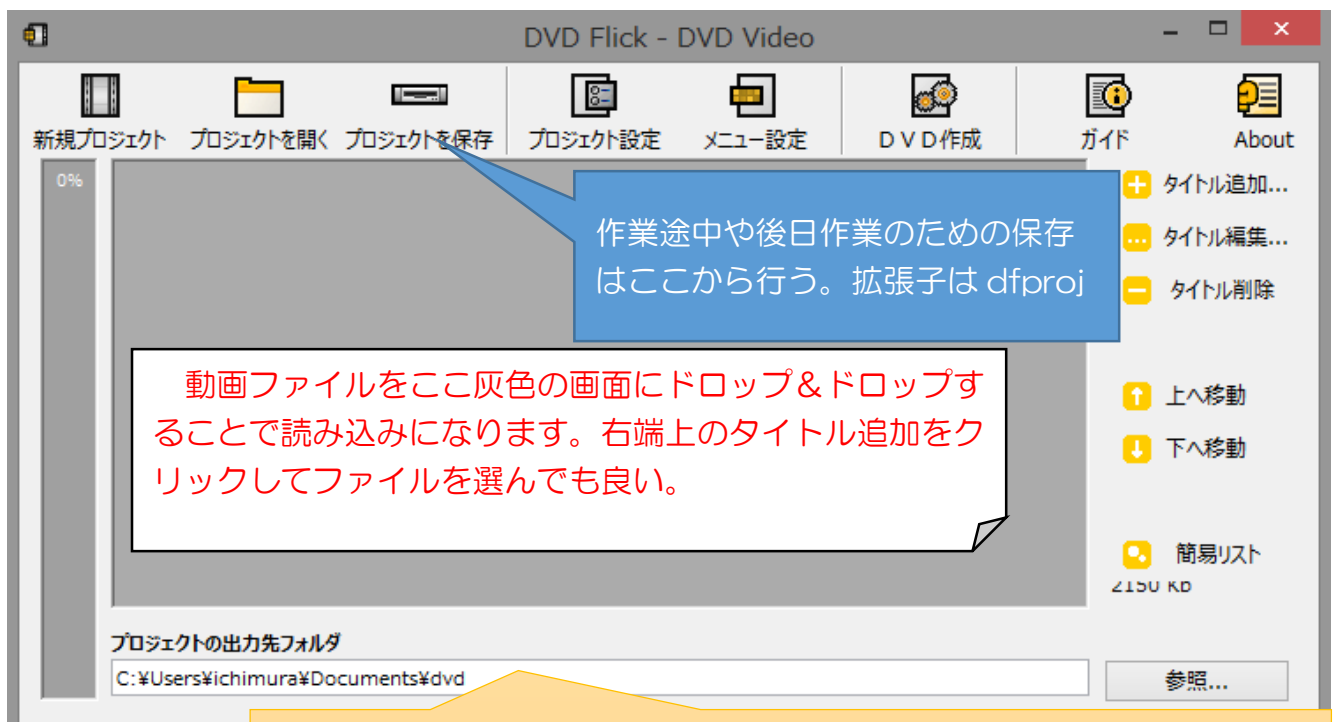 DVD Flick - DVD Video
新規プロジェクト プロジェクトを開く プロジェクトを保存 プロジェクト設定 メニュー設定 ＤＶＤ作成 ガイド About
0%
タイトル追加...
タイトル編集...
タイトル削除
作業途中や後日作業のための保存
はここから行う。拡張子は dfproj
動画ファイルをここ灰色の画面にドロップ＆ドロップす
ることで読み込みになります。右端上のタイトル追加をク
リックしてファイルを選んでも良い。
上へ移動
下へ移動
簡易リスト
2150 Kb
プロジェクトの出力先フォルダ
C:¥Users¥ichimura¥Documents¥dvd
参照...